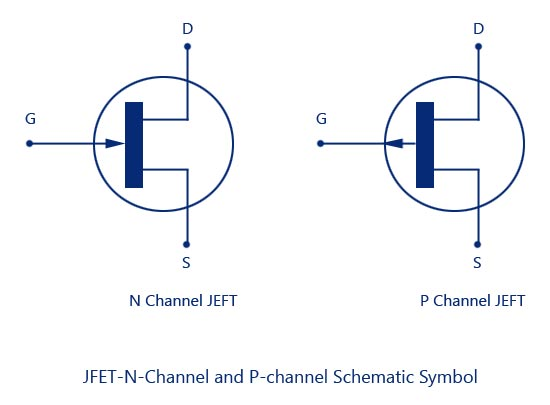 D D
G G
S S
N Channel JEFT P Channel JEFT
JFET-N-Channel and P-channel Schematic Symbol